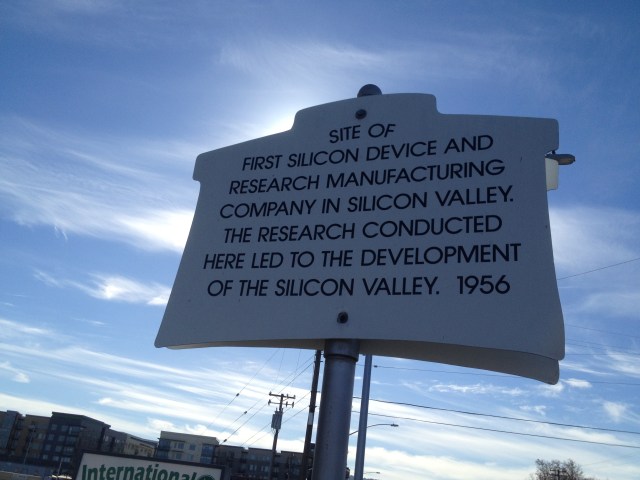 SITE OF
FIRST SILICON DEVICE AND
RESEARCH MANUFACTURING
COMPANY IN SILICON VALLEY.
THE RESEARCH CONDUCTED
HERE LED TO THE DEVELOPMENT
OF THE SILICON VALLEY. 1956
International